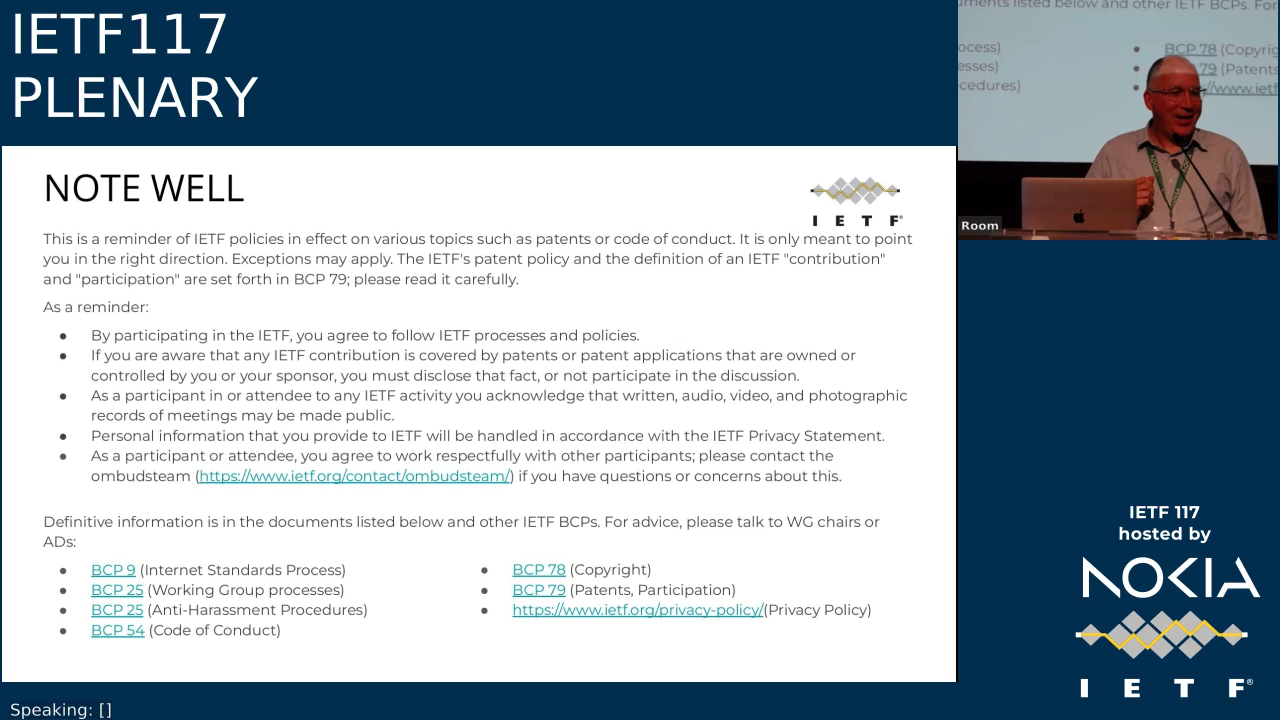 IETF117
PLENARY
NOTE WELL
I E T F®
This is a reminder of IETF policies in effect on various topics such as patents or code of conduct. It is only meant to point
you in the right direction. Exceptions may apply. The IETF's patent policy and the definition of an IETF "contribution"
and "participation" are set forth in BCP 79; please read it carefully.
As a reminder:
● By participating in the IETF, you agree to follow IETF processes and policies.
● If you are aware that any IETF contribution is covered by patents or patent applications that are owned or
controlled by you or your sponsor, you must disclose that fact, or not participate in the discussion.
● As a participant in or attendee to any IETF activity you acknowledge that written, audio, video, and photographic
records of meetings may be made public.
● Personal information that you provide to IETF will be handled in accordance with the IETF Privacy Statement.
● As a participant or attendee, you agree to work respectfully with other participants; please contact the
ombudsteam (https://www.ietf.org/contact/ombudsteam/) if you have questions or concerns about this.
Definitive information is in the documents listed below and other IETF BCPs. For advice, please talk to WG chairs or
ADs:
● BCP 9 (Internet Standards Process)
● BCP 25 (Working Group processes)
● BCP 25 (Anti-Harassment Procedures)
● BCP 54 (Code of Conduct)
● BCP 78 (Copyright)
● BCP 79 (Patents, Participation)
● https://www.ietf.org/privacy-policy/(Privacy Policy)
Speaking: []
listed below and other IETF BCPs. For
● BCP 78
● 79 (Patents
Room
IETF 117
hosted by
NOKIA
I E T F®